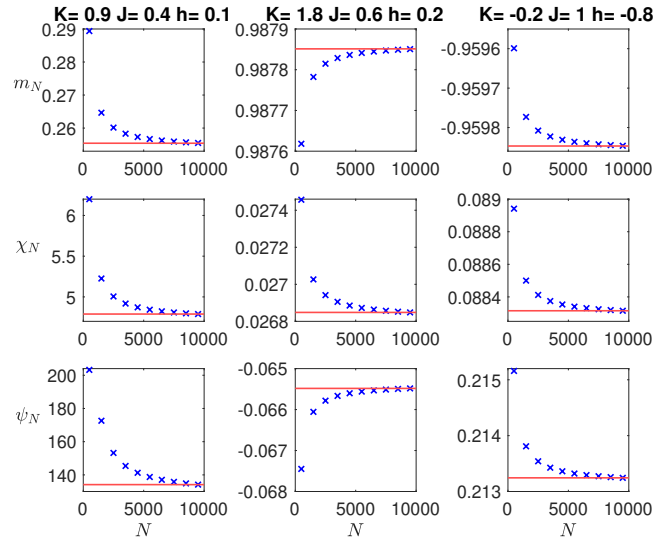 K= 0.9 J= 0.4 h= 0.1
K= 1.8 J= 0.6 h= 0.2
K= -0.2 J= 1 h= -0.8
m_N
0.29
0.28
0.27
0.26
0 5000 10000
0.9879
0.9878
0.9877
0.9876
0 5000 10000
-0.9596
-0.9597
-0.9598
0 5000 10000
χ_N
6
5.5
5
0 5000 10000
0.0274
0.0272
0.027
0.0268
0 5000 10000
0.089
0.0888
0.0886
0.0884
0 5000 10000
ψ_N
200
180
160
140
0 5000 10000
N
-0.065
-0.066
-0.067
-0.068
0 5000 10000
N
0.215
0.214
0.213
0 5000 10000
N